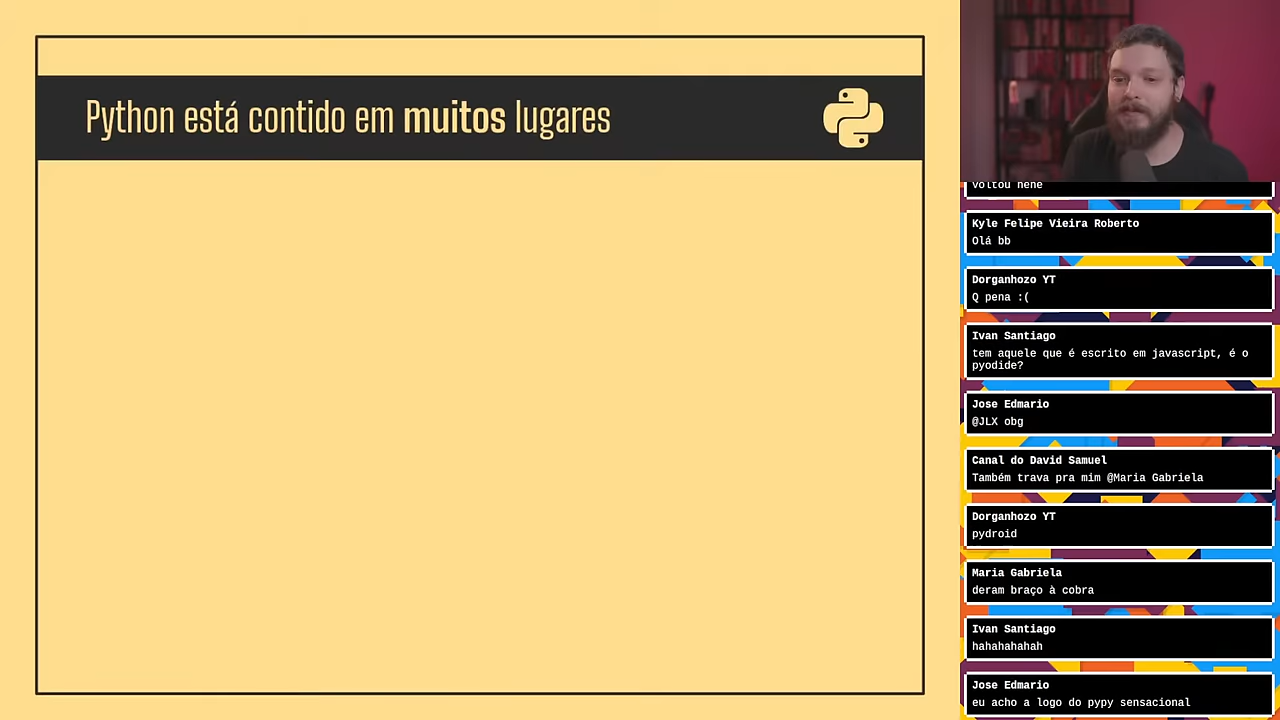 Python está contido em muitos lugares
voltou nene
Kyle Felipe Vieira Roberto
Olá bb
Dorganhozo YT
Q pena :(
Ivan Santiago
tem aquele que é escrito em javascript, é o
pyodide?
Jose Edmario
@JLX obg
Canal do David Samuel
Também trava pra mim @Maria Gabriela
Dorganhozo YT
pydroid
Maria Gabriela
deram braço à cobra
Ivan Santiago
hahahahahah
Jose Edmario
eu acho a logo do pypy sensacional